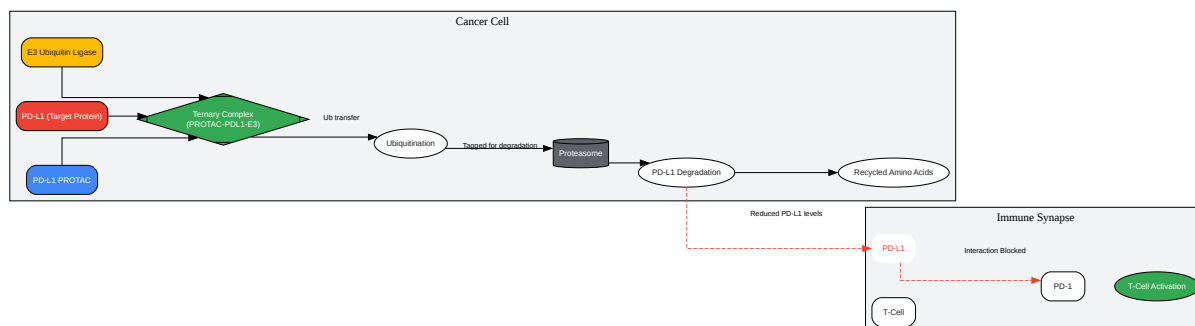 Cancer Cell
E3 Ubiquitin Ligase
PD-L1 (Target Protein)
PD-L1 PROTAC
Ternary Complex
(PROTAC-PDL1-E3)
Ub transfer
Ubiquitination
Tagged for degradation
Proteasome
PD-L1 Degradation
Recycled Amino Acids
Reduced PD-L1 levels
Immune Synapse
PD-L1
Interaction Blocked
PD-1
T-Cell Activation
T-Cell